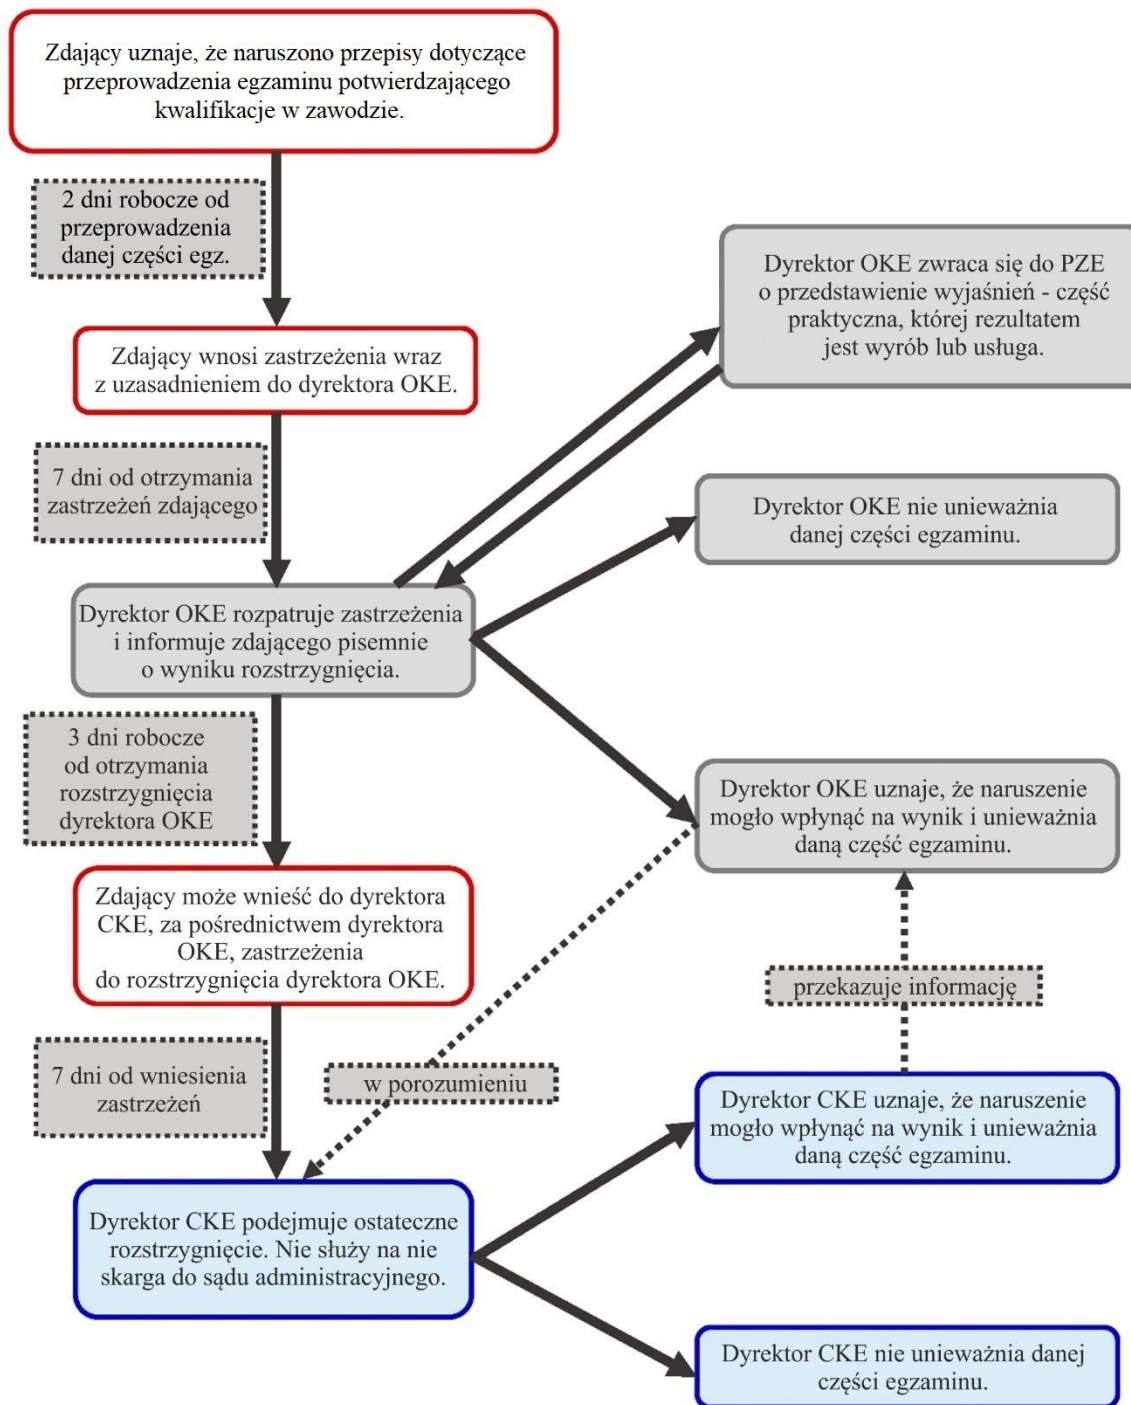 Zdający uznaje, że naruszono przepisy dotyczące
przeprowadzenia egzaminu potwierdzającego
kwalifikacje w zawodzie.
2 dni robocze od
przeprowadzenia
danej części egz.
Zdający wnosi zastrzeżenia wraz
z uzasadnieniem do dyrektora OKE.
Dyrektor OKE zwraca się do PZE
o przedstawienie wyjaśnień - część
praktyczna, której rezultatem
jest wyrób lub usługa.
7 dni od otrzymania
zastrzeżeń zdającego
Dyrektor OKE nie unieważnia
danej części egzaminu.
Dyrektor OKE rozpatruje zastrzeżenia
i informuje zdającego pisemnie
o wyniku rozstrzygnięcia.
3 dni robocze
od otrzymania
rozstrzygnięcia
dyrektora OKE
Dyrektor OKE uznaje, że naruszenie
mogło wpłynąć na wynik i unieważnia
daną część egzaminu.
Zdający może wnieść do dyrektora
CKE, za pośrednictwem dyrektora
OKE, zastrzeżenia
do rozstrzygnięcia dyrektora OKE.
przekazuje informację
7 dni od wniesienia
zastrzeżeń
w porozumieniu
Dyrektor CKE uznaje, że naruszenie
mogło wpłynąć na wynik i unieważnia
daną część egzaminu.
Dyrektor CKE podejmuje ostateczne
rozstrzygnięcie. Nie służy na nie
skarga do sądu administracyjnego.
Dyrektor CKE nie unieważnia danej
części egzaminu.